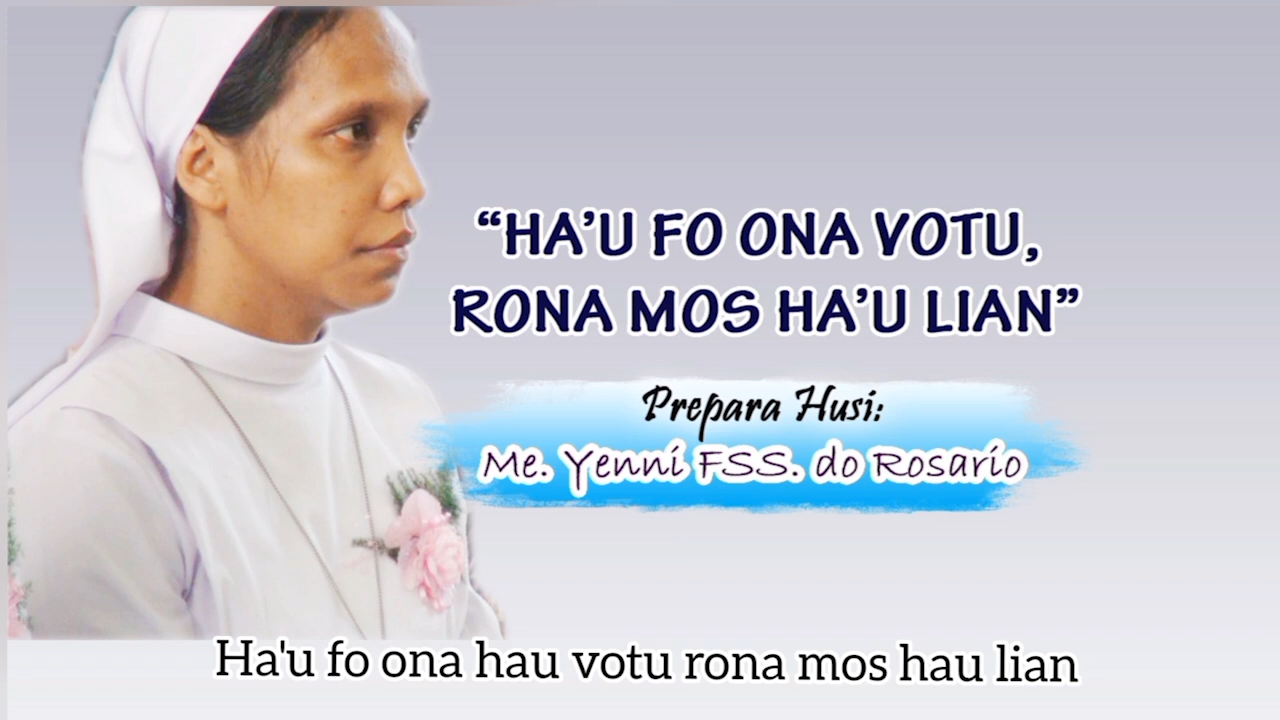 “HA’U FO ONA VOTU,
RONA MOS HA’U LIAN”
Prepara Husi:
Me. Yenni FSS. do Rosario
Ha'u fo ona hau votu rona mos hau lian